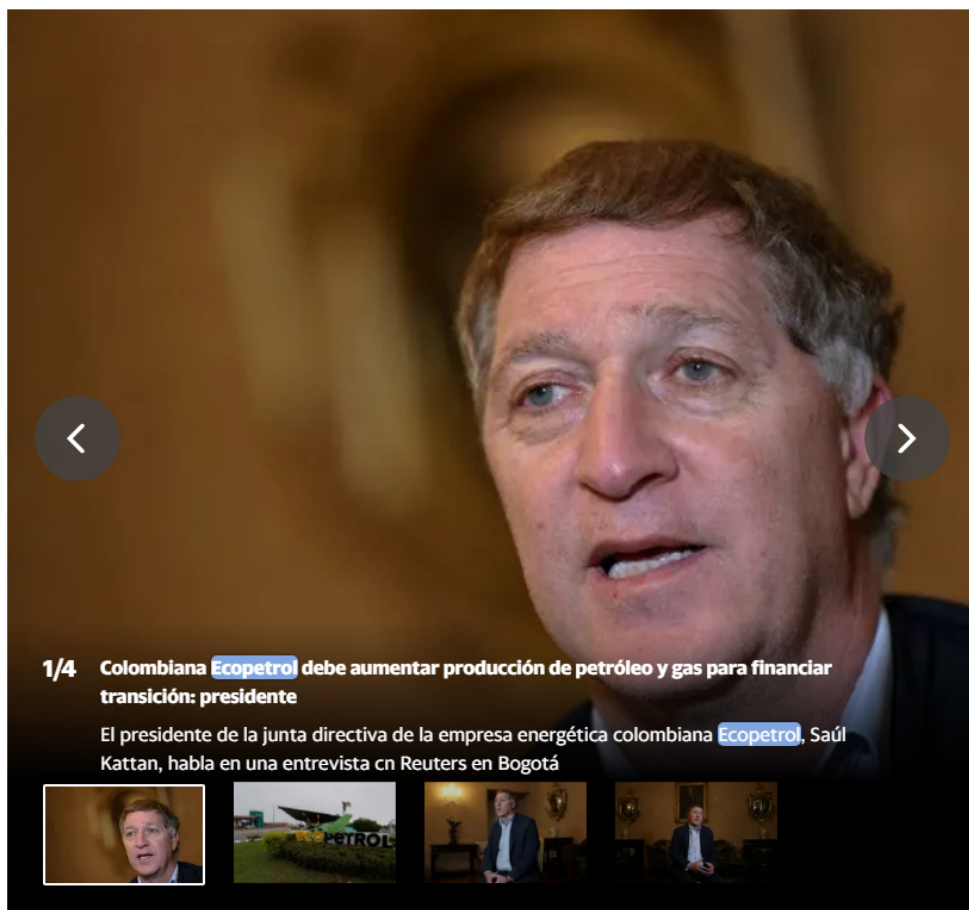 1/4 Colombiana Ecopetrol debe aumentar producción de petróleo y gas para financiar
transición: presidente
El presidente de la junta directiva de la empresa energética colombiana Ecopetrol, Saúl
Kattan, habla en una entrevista cn Reuters en Bogotá
ECOPETROL